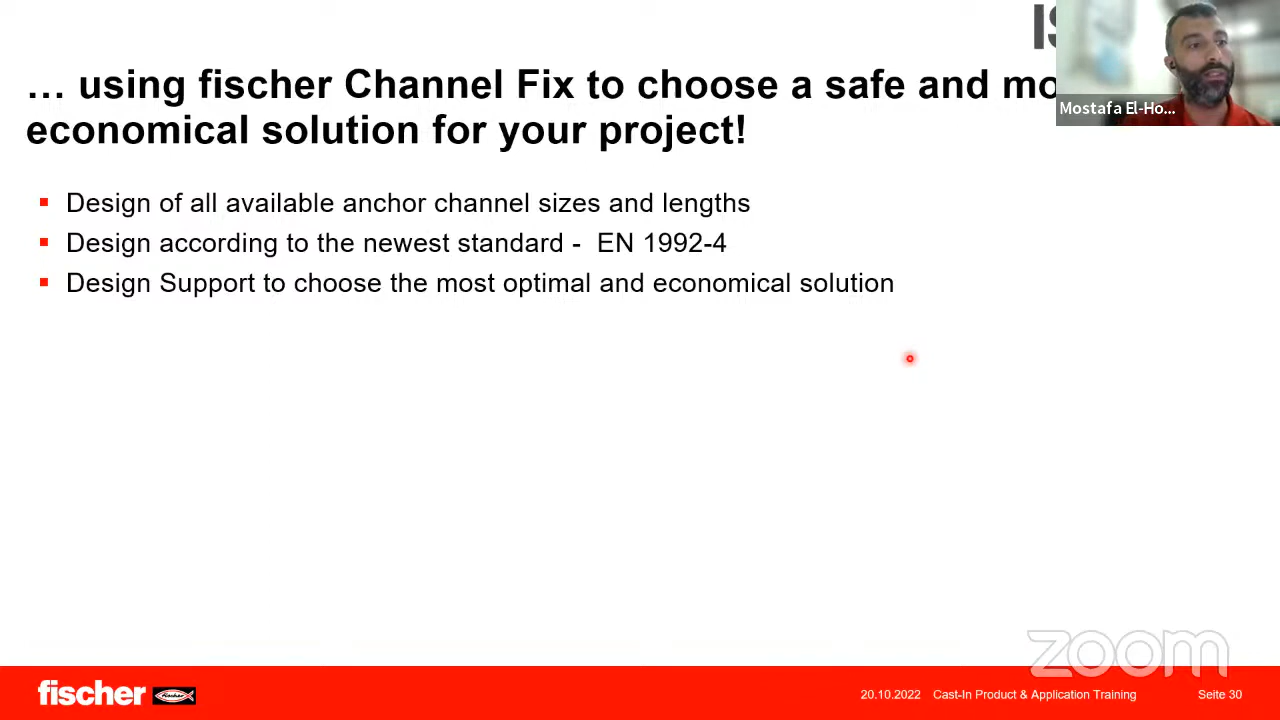 … using fischer Channel Fix to choose a safe and mo
economical solution for your project!
Mostafa El-Ho...
Design of all available anchor channel sizes and lengths
Design according to the newest standard - EN 1992-4
Design Support to choose the most optimal and economical solution
zoom
fischer fischer 20.10.2022 Cast-In Product & Application Training Seite 30